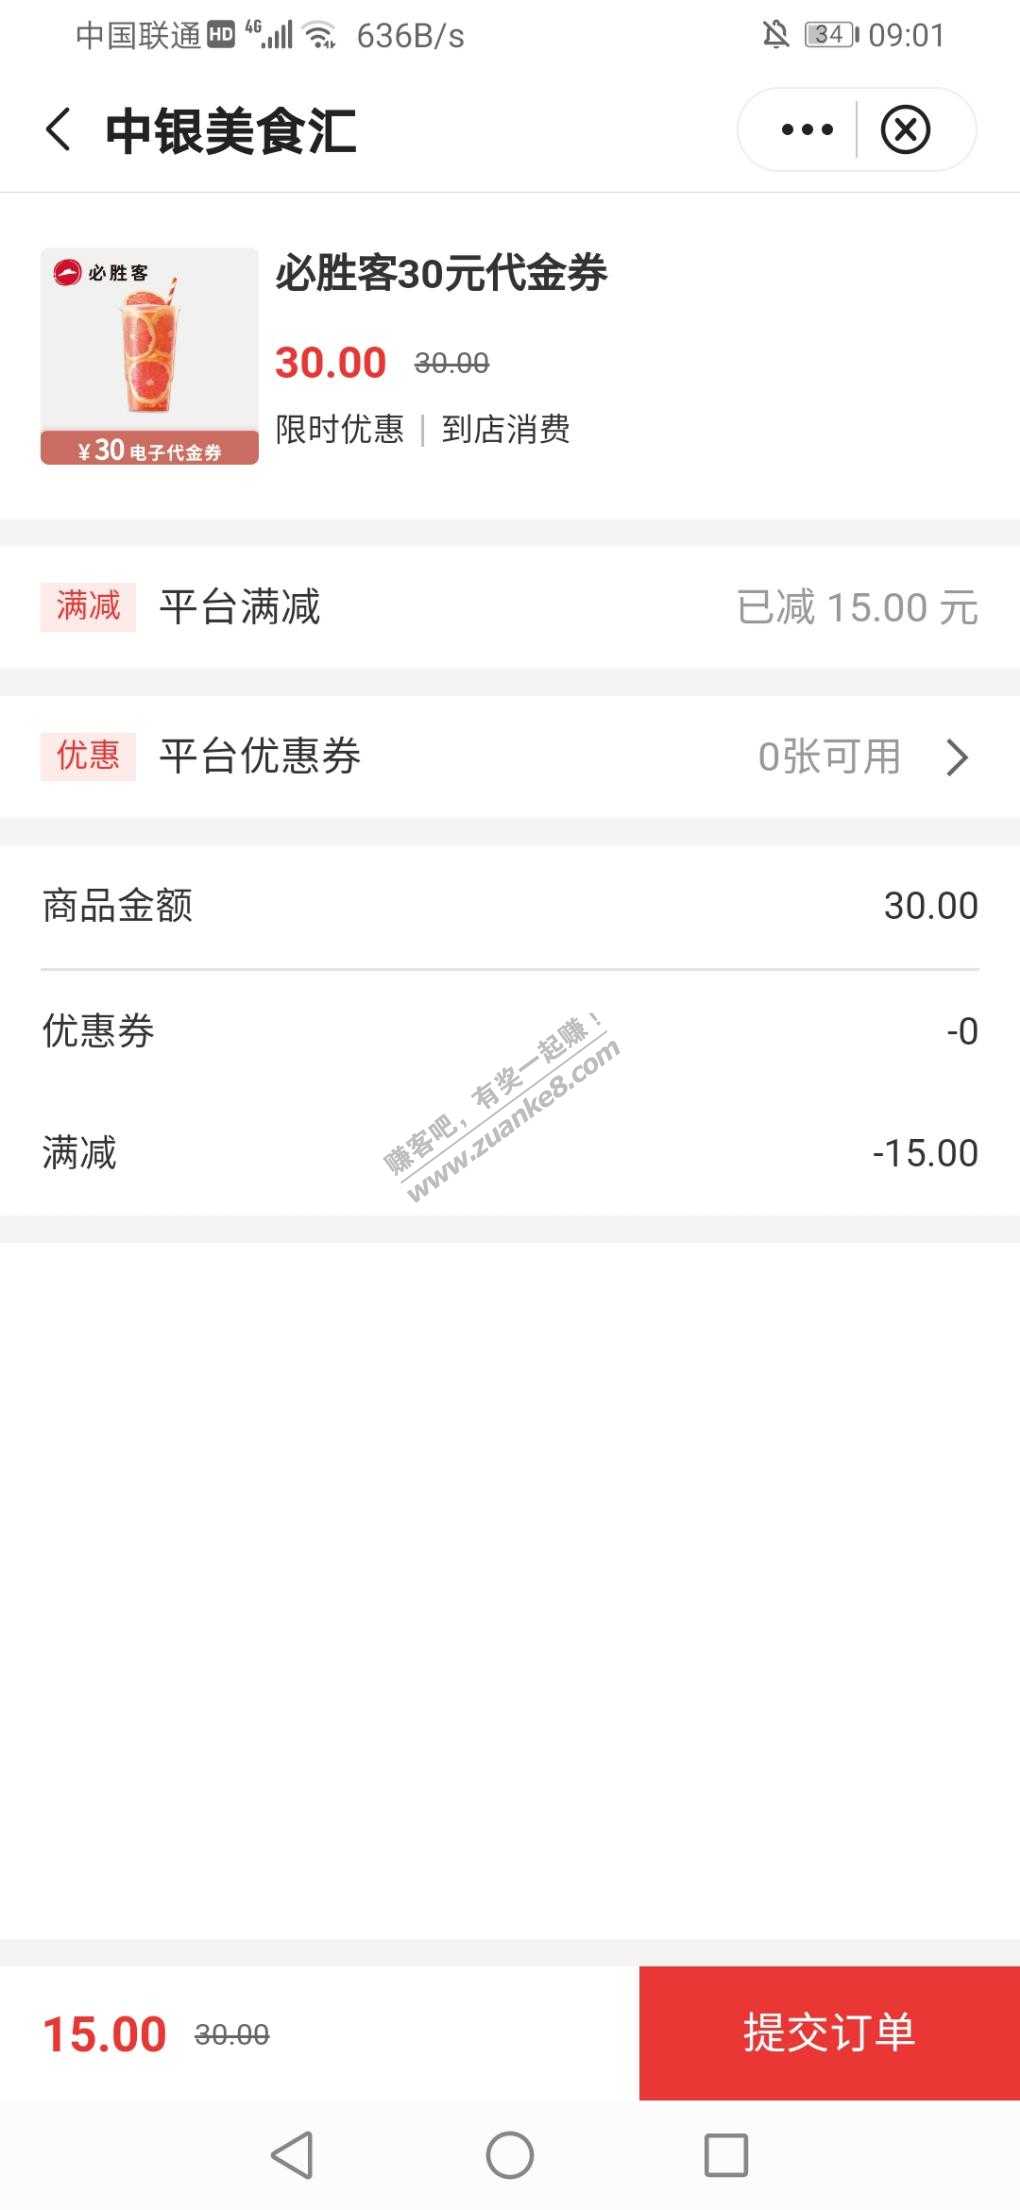 中国联通 HD 4G 636B/s 34 09:01
中银美食汇
必胜客
¥30电子代金券
必胜客30元代金券
30.00 30.00
限时优惠 | 到店消费
满减 平台满减 已减 15.00 元
优惠 平台优惠券 0张可用
商品金额 30.00
优惠券 -0
满减 -15.00
赚客吧，有奖一起赚！
www.zuanke8.com
15.00 30.00 提交订单